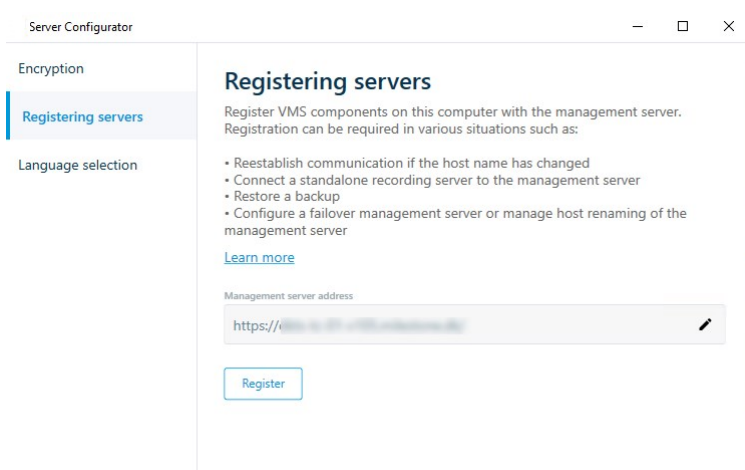 Server Configurator
Encryption
Registering servers
Language selection
Registering servers
Register VMS components on this computer with the management server.
Registration can be required in various situations such as:
• Reestablish communication if the host name has changed
• Connect a standalone recording server to the management server
• Restore a backup
• Configure a failover management server or manage host renaming of the
management server
Learn more
Management server address
https://
Register